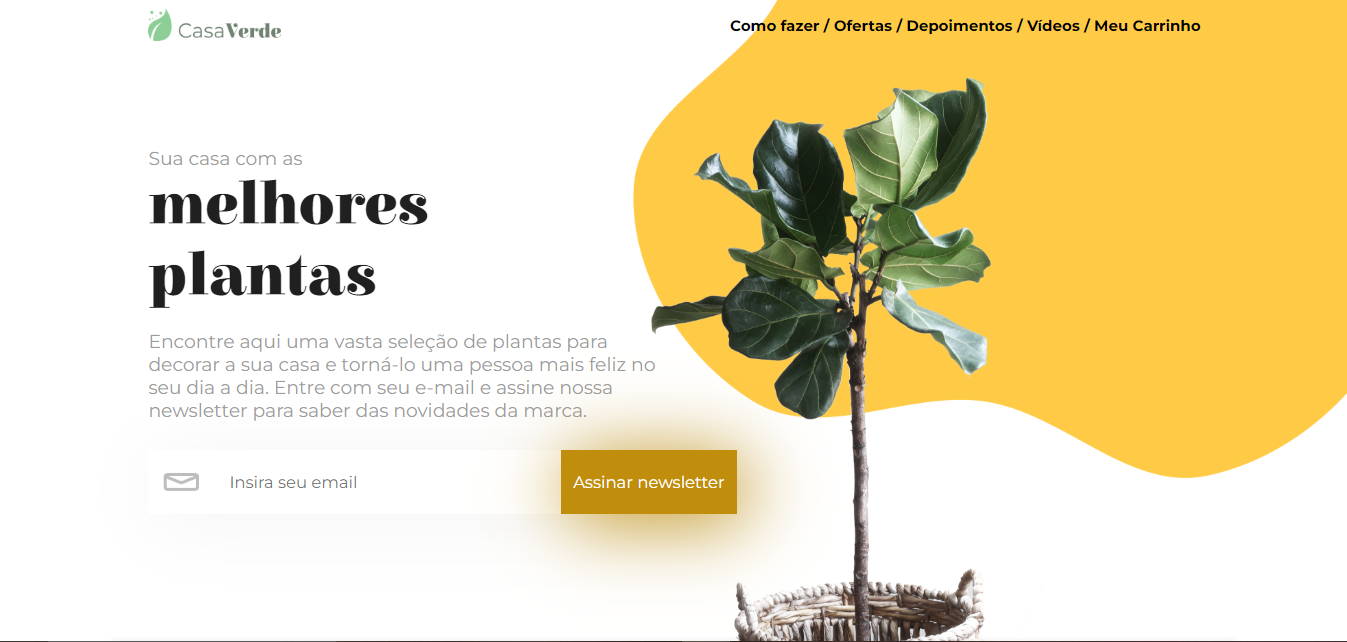 CasaVerde
Como fazer / Ofertas / Depoimentos / Vídeos / Meu Carrinho
Sua casa com as
melhores
plantas
Encontre aqui uma vasta seleção de plantas para
decorar a sua casa e torná-lo uma pessoa mais feliz no
seu dia a dia. Entre com seu e-mail e assine nossa
newsletter para saber das novidades da marca.
Insira seu email
Assinar newsletter